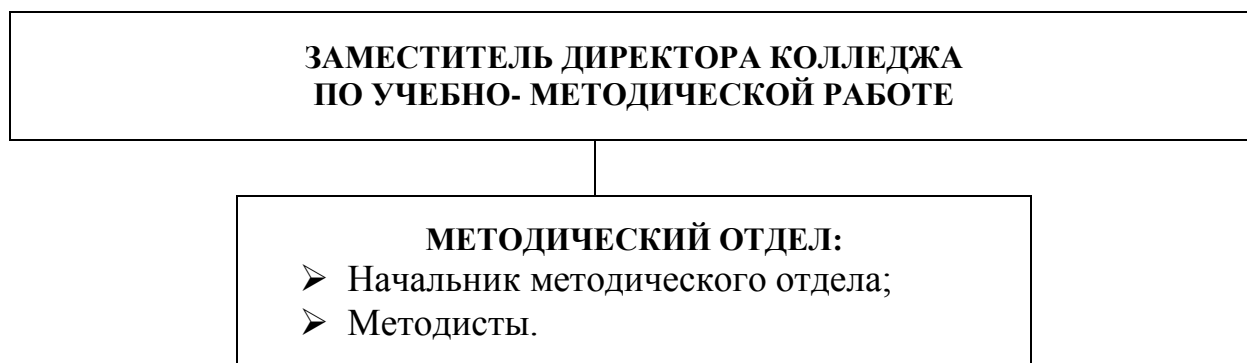 ЗАМЕСТИТЕЛЬ ДИРЕКТОРА КОЛЛЕДЖА
ПО УЧЕБНО- МЕТОДИЧЕСКОЙ РАБОТЕ
МЕТОДИЧЕСКИЙ ОТДЕЛ:
➢ Начальник методического отдела;
➢ Методисты.